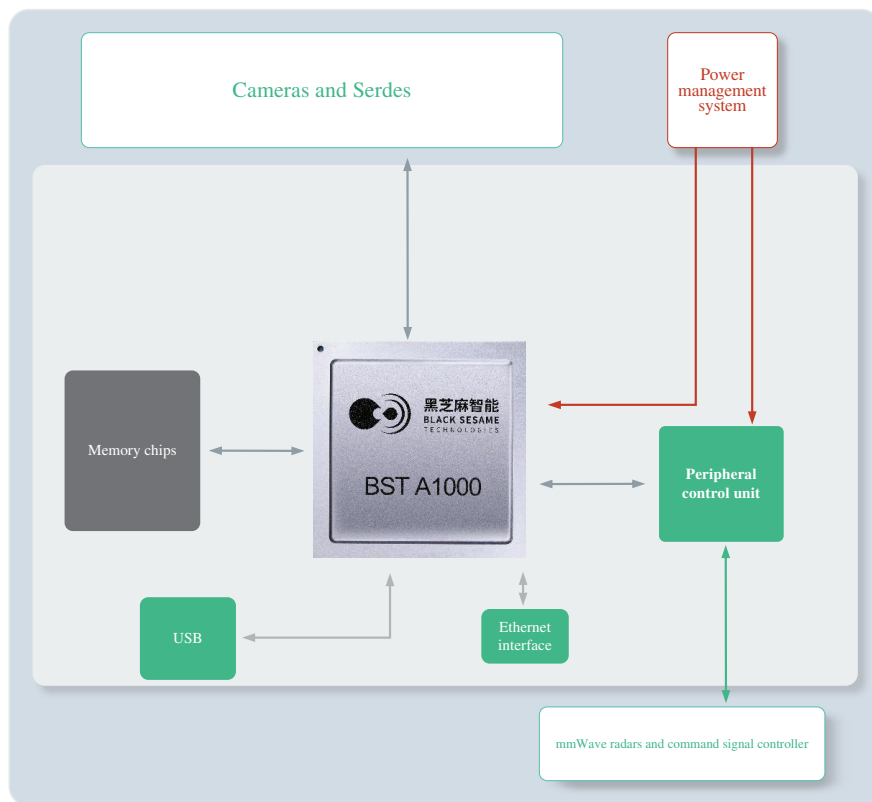 Cameras and Serdes
Power
management
system
黑芝麻智能
BLACK SESAME
TECHNOLOGIES
BST A1000
Memory chips
Peripheral
control unit
USB
Ethernet
interface
mmWave radars and command signal controller